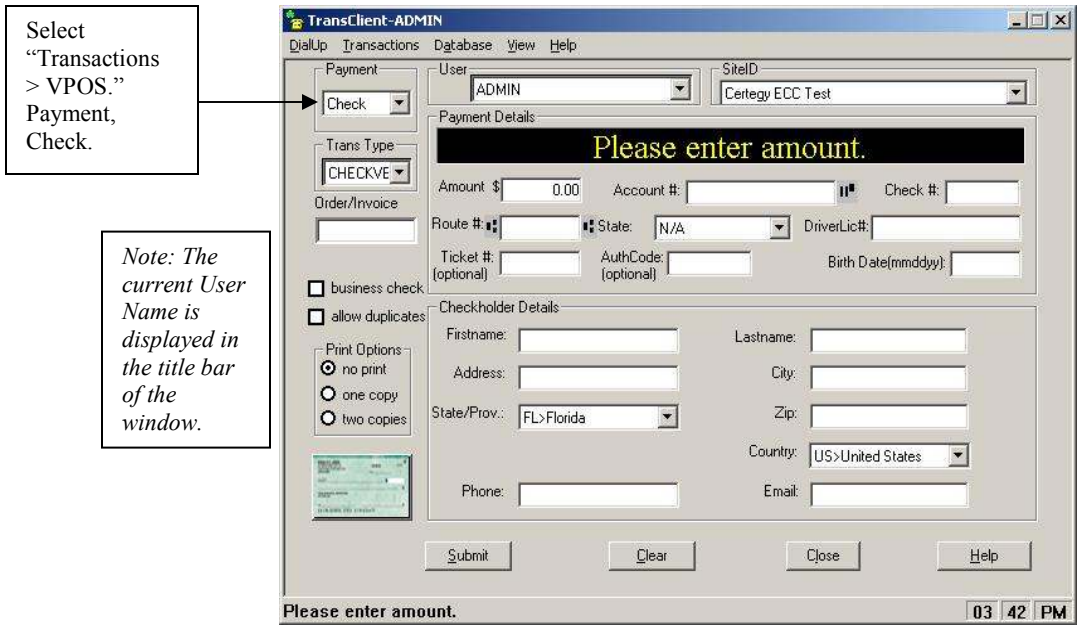 Select
“Transactions
> VPOS.”
Payment,
Check.
Note: The
current User
Name is
displayed in
the title bar
of the
window.
TransClient-ADMIN
DialUp Transactions Database View Help
Payment
Check
User
ADMIN
SiteID
Certegy ECC Test
Trans Type
CHECKVE
Order/Invoice
business check
allow duplicates
Print Options
no print
one copy
two copies
Payment Details
Please enter amount.
Amount $ 0.00 Account #: Check #:
Route #: State: N/A DriverLic#:
Ticket #: (optional) AuthCode: (optional) Birth Date(mmddyy):
Checkholder Details
Firstname: Lastname:
Address: City:
State/Prov.: FL>Florida Zip:
Country: US>United States
Phone: Email:
Submit Clear Close Help
Please enter amount. 03 42 PM